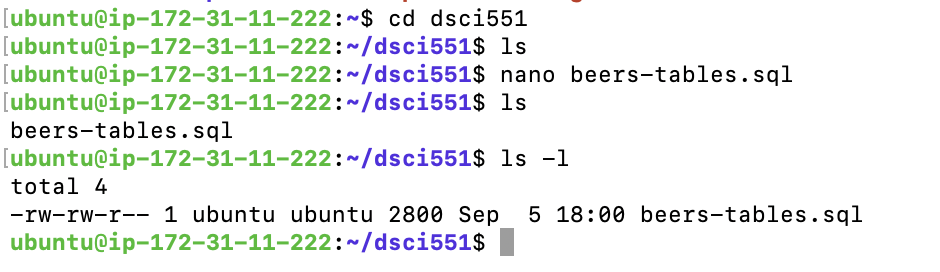 [ubuntu@ip-172-31-11-222:~$ cd dsci551
[ubuntu@ip-172-31-11-222:~/dsci551$ ls
[ubuntu@ip-172-31-11-222:~/dsci551$ nano beers-tables.sql
[ubuntu@ip-172-31-11-222:~/dsci551$ ls
beers-tables.sql
[ubuntu@ip-172-31-11-222:~/dsci551$ ls -l
total 4
-rw-rw-r-- 1 ubuntu ubuntu 2800 Sep  5 18:00 beers-tables.sql
ubuntu@ip-172-31-11-222:~/dsci551$